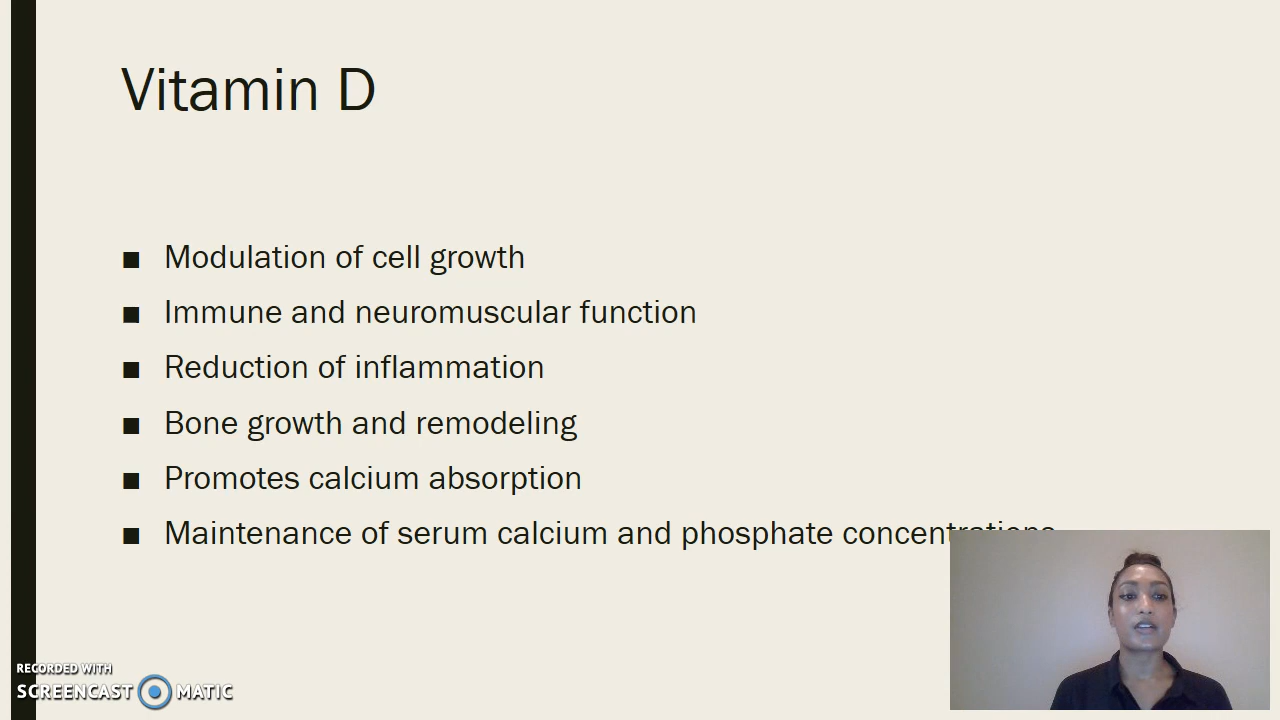 Vitamin D
■ Modulation of cell growth
■ Immune and neuromuscular function
■ Reduction of inflammation
■ Bone growth and remodeling
■ Promotes calcium absorption
■ Maintenance of serum calcium and phosphate concentrations
RECORDED WITH
SCREENCAST MATIC